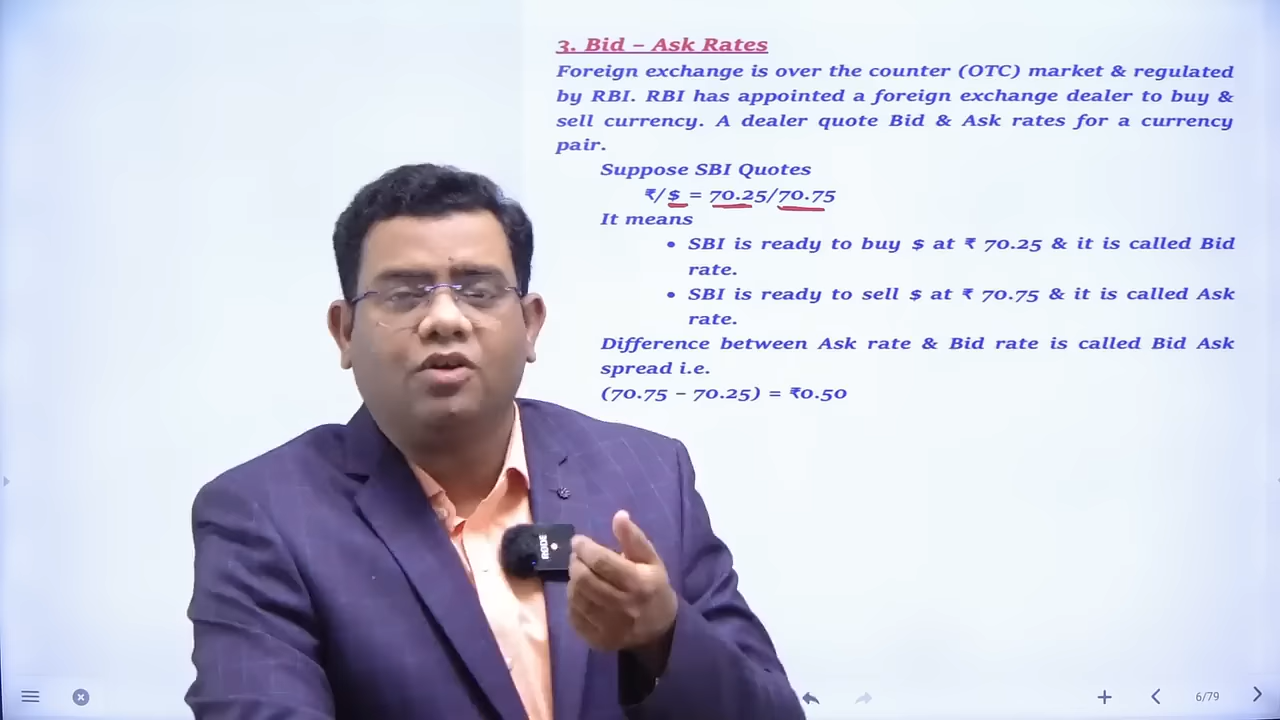 3. Bid – Ask Rates
Foreign exchange is over the counter (OTC) market & regulated
by RBI. RBI has appointed a foreign exchange dealer to buy &
sell currency. A dealer quote Bid & Ask rates for a currency
pair.
Suppose SBI Quotes
₹/$ = 70.25/70.75
It means
• SBI is ready to buy $ at ₹ 70.25 & it is called Bid
rate.
• SBI is ready to sell $ at ₹ 70.75 & it is called Ask
rate.
Difference between Ask rate & Bid rate is called Bid Ask
spread i.e.
(70.75 – 70.25) = ₹0.50
RODE
6/79